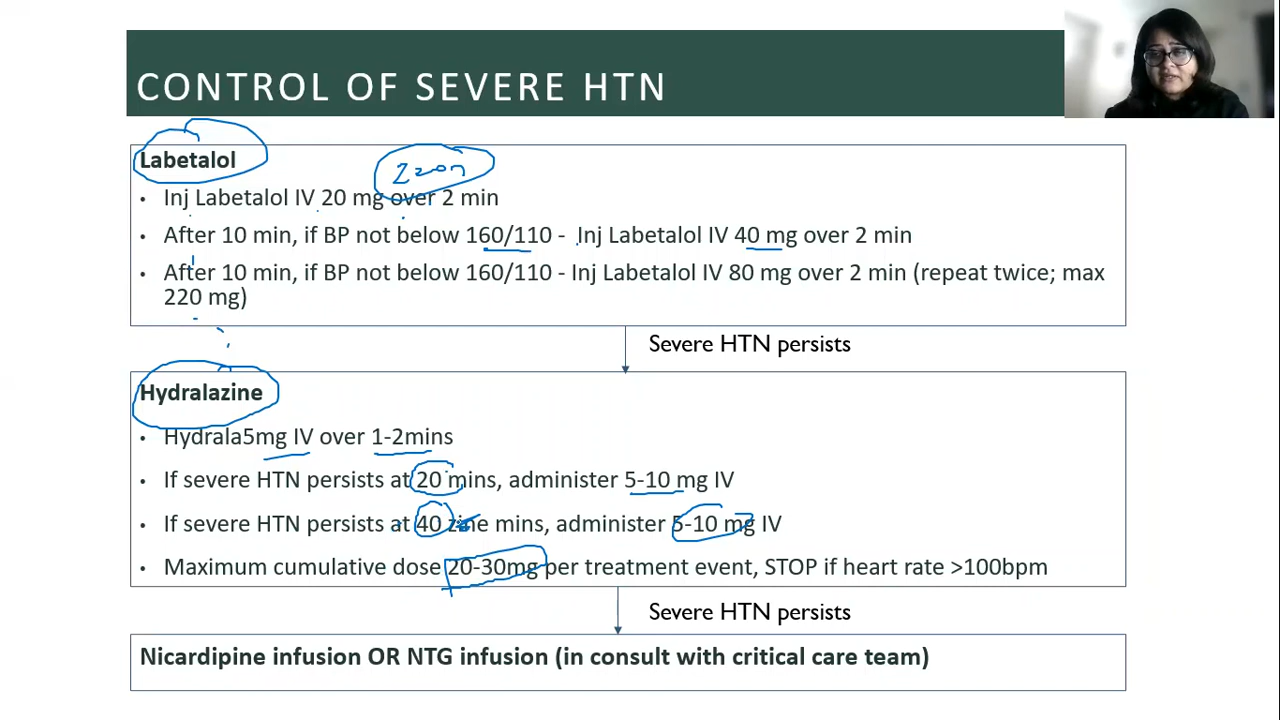 CONTROL OF SEVERE HTN
Labetalol
• Inj Labetalol IV 20 mg over 2 min
• After 10 min, if BP not below 160/110 - Inj Labetalol IV 40 mg over 2 min
• After 10 min, if BP not below 160/110 - Inj Labetalol IV 80 mg over 2 min (repeat twice; max
220 mg)
Severe HTN persists
Hydralazine
• Hydrala5mg IV over 1-2mins
• If severe HTN persists at 20 mins, administer 5-10 mg IV
• If severe HTN persists at 40 zine mins, administer 5-10 mg IV
• Maximum cumulative dose 20-30mg per treatment event, STOP if heart rate >100bpm
Severe HTN persists
Nicardipine infusion OR NTG infusion (in consult with critical care team)